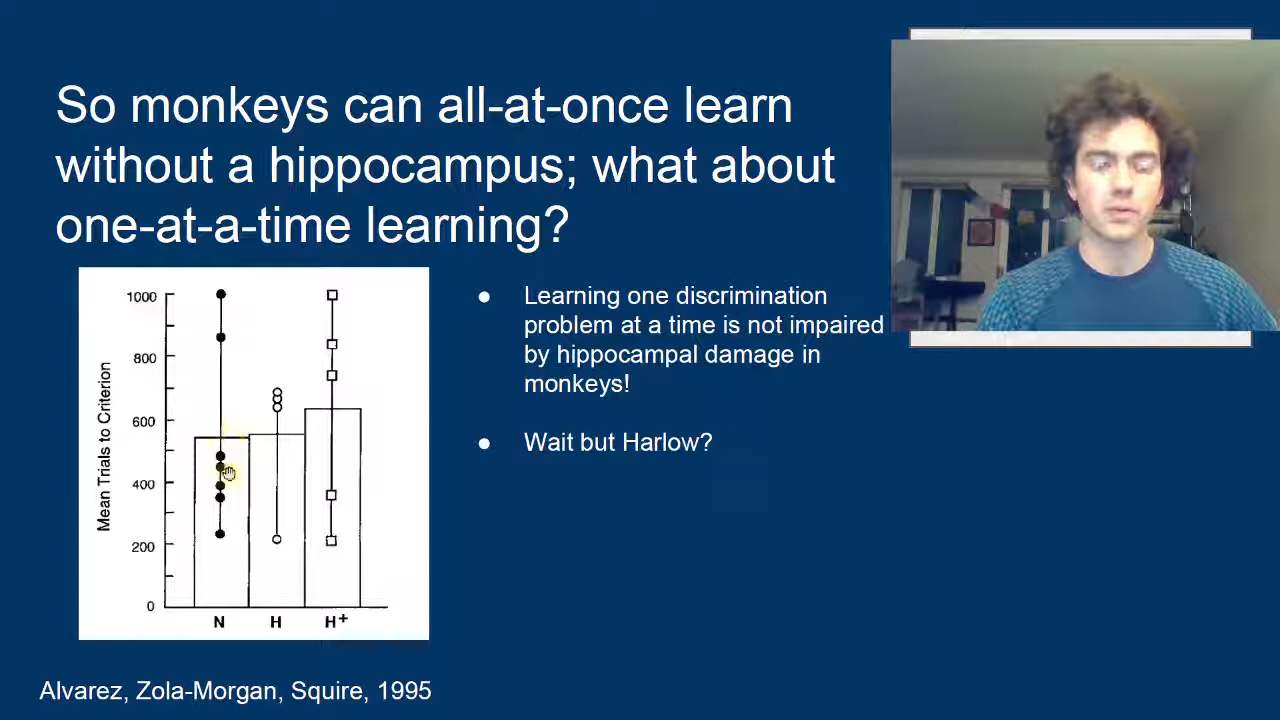 So monkeys can all-at-once learn
without a hippocampus; what about
one-at-a-time learning?
Mean Trials to Criterion
1000
800
600
400
200
0
N H H+
● Learning one discrimination
problem at a time is not impaired
by hippocampal damage in
monkeys!
● Wait but Harlow?
Alvarez, Zola-Morgan, Squire, 1995